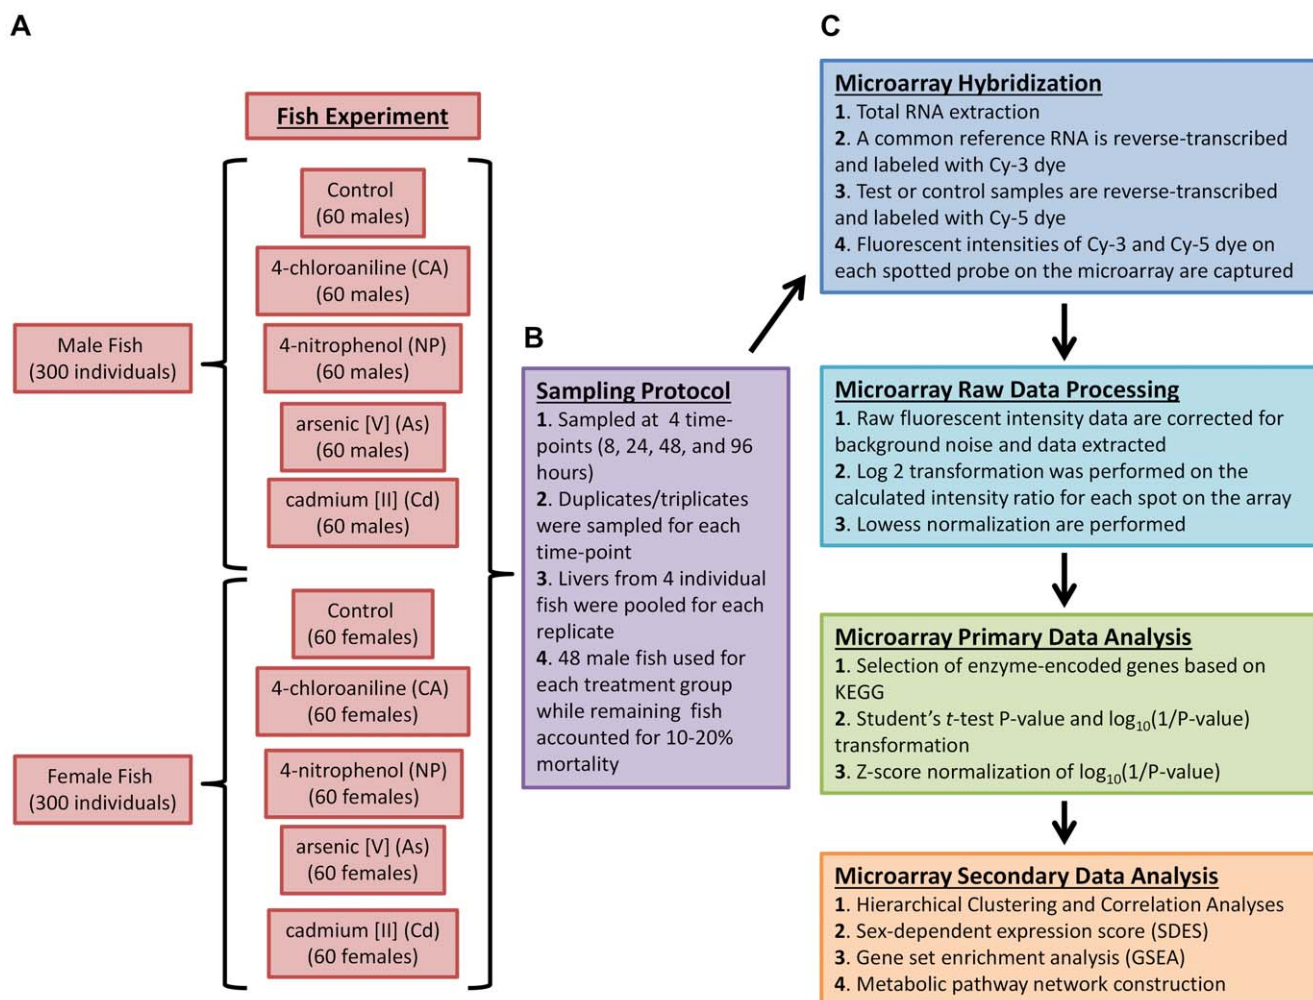 A
Fish Experiment
Male Fish
(300 individuals)
Control
(60 males)
4-chloroaniline (CA)
(60 males)
4-nitrophenol (NP)
(60 males)
arsenic [V] (As)
(60 males)
cadmium [II] (Cd)
(60 males)
Female Fish
(300 individuals)
Control
(60 females)
4-chloroaniline (CA)
(60 females)
4-nitrophenol (NP)
(60 females)
arsenic [V] (As)
(60 females)
cadmium [II] (Cd)
(60 females)
B
Sampling Protocol
1. Sampled at 4 time-
points (8, 24, 48, and 96
hours)
2. Duplicates/triplicates
were sampled for each
time-point
3. Livers from 4 individual
fish were pooled for each
replicate
4. 48 male fish used for
each treatment group
while remaining fish
accounted for 10-20%
mortality
C
Microarray Hybridization
1. Total RNA extraction
2. A common reference RNA is reverse-transcribed
and labeled with Cy-3 dye
3. Test or control samples are reverse-transcribed
and labeled with Cy-5 dye
4. Fluorescent intensities of Cy-3 and Cy-5 dye on
each spotted probe on the microarray are captured
Microarray Raw Data Processing
1. Raw fluorescent intensity data are corrected for
background noise and data extracted
2. Log 2 transformation was performed on the
calculated intensity ratio for each spot on the array
3. Lowess normalization are performed
Microarray Primary Data Analysis
1. Selection of enzyme-encoded genes based on
KEGG
2. Student's t-test P-value and log₁₀(1/P-value)
transformation
3. Z-score normalization of log₁₀(1/P-value)
Microarray Secondary Data Analysis
1. Hierarchical Clustering and Correlation Analyses
2. Sex-dependent expression score (SDES)
3. Gene set enrichment analysis (GSEA)
4. Metabolic pathway network construction